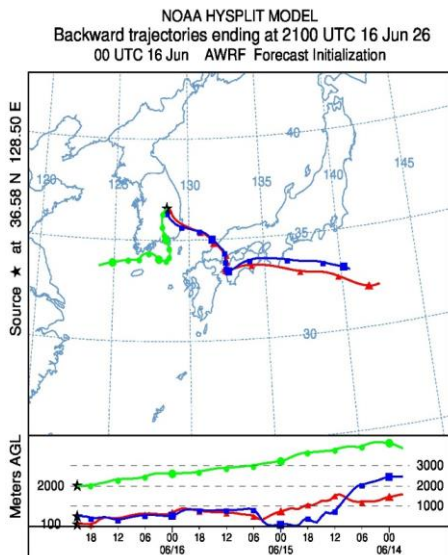 NOAA HYSPLIT MODEL
Backward trajectories ending at 2100 UTC 16 Jun 26
00 UTC 16 Jun AWRF Forecast Initialization
Source ★ at 36.58 N 128.50 E
120
125
130
135
140
145
40
35
30
Meters AGL
2000
100
3000
2000
1000
18 12 06 00 18 12 06 00 18 12 06 00
06/16 06/15 06/14